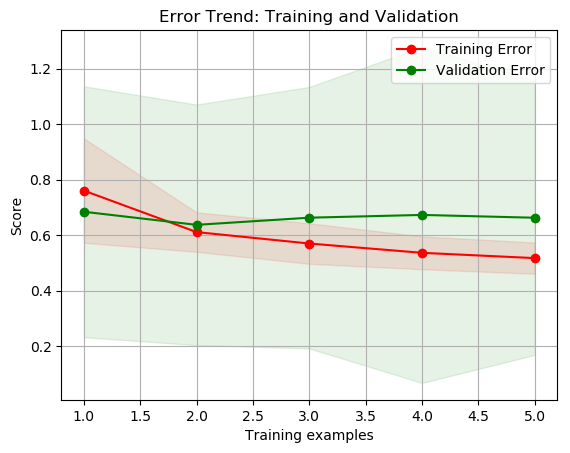 Error Trend: Training and Validation
Training Error
Validation Error
Score
1.2
1.0
0.8
0.6
0.4
0.2
1.0 1.5 2.0 2.5 3.0 3.5 4.0 4.5 5.0
Training examples